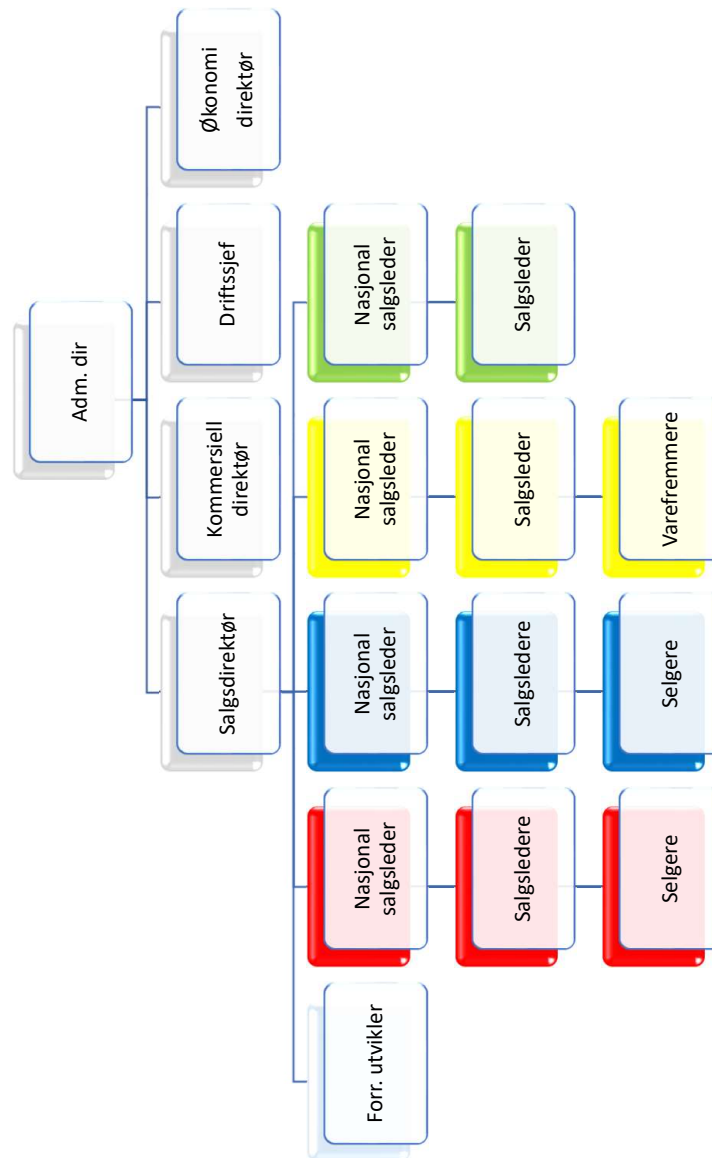 Adm. dir
Salgsdirektør
Kommersiell
direktør
Driftssjef
Økonomi
direktør
Forr. utvikler
Nasjonal
salgsleder
Nasjonal
salgsleder
Nasjonal
salgsleder
Nasjonal
salgsleder
Salgsledere
Salgsledere
Salgsleder
Salgsleder
Selgere
Selgere
Varefremmere